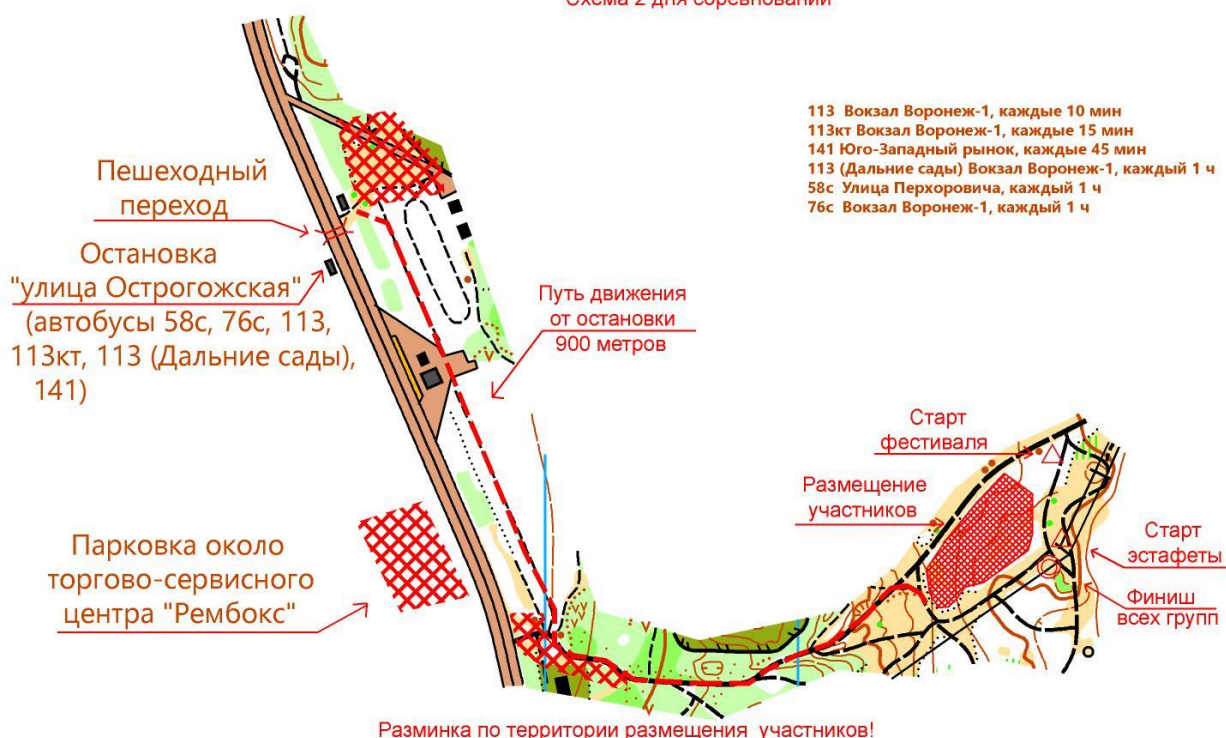 Схема 2 дня соревнований
113 Вокзал Воронеж-1, каждые 10 мин
113кт Вокзал Воронеж-1, каждые 15 мин
141 Юго-Западный рынок, каждые 45 мин
113 (Дальние сады) Вокзал Воронеж-1, каждый 1 ч
58с Улица Перхоровича, каждый 1 ч
76с Вокзал Воронеж-1, каждый 1 ч
Пешеходный
переход
Остановка
"улица Острогожская"
(автобусы 58с, 76с, 113,
113кт, 113 (Дальние сады),
141)
Путь движения
от остановки
900 метров
Старт
фестиваля
Размещение
участников
Старт
эстафеты
Финиш
всех групп
Парковка около
торгово-сервисного
центра "Рембокс"
Разминка по территории размещения участников!